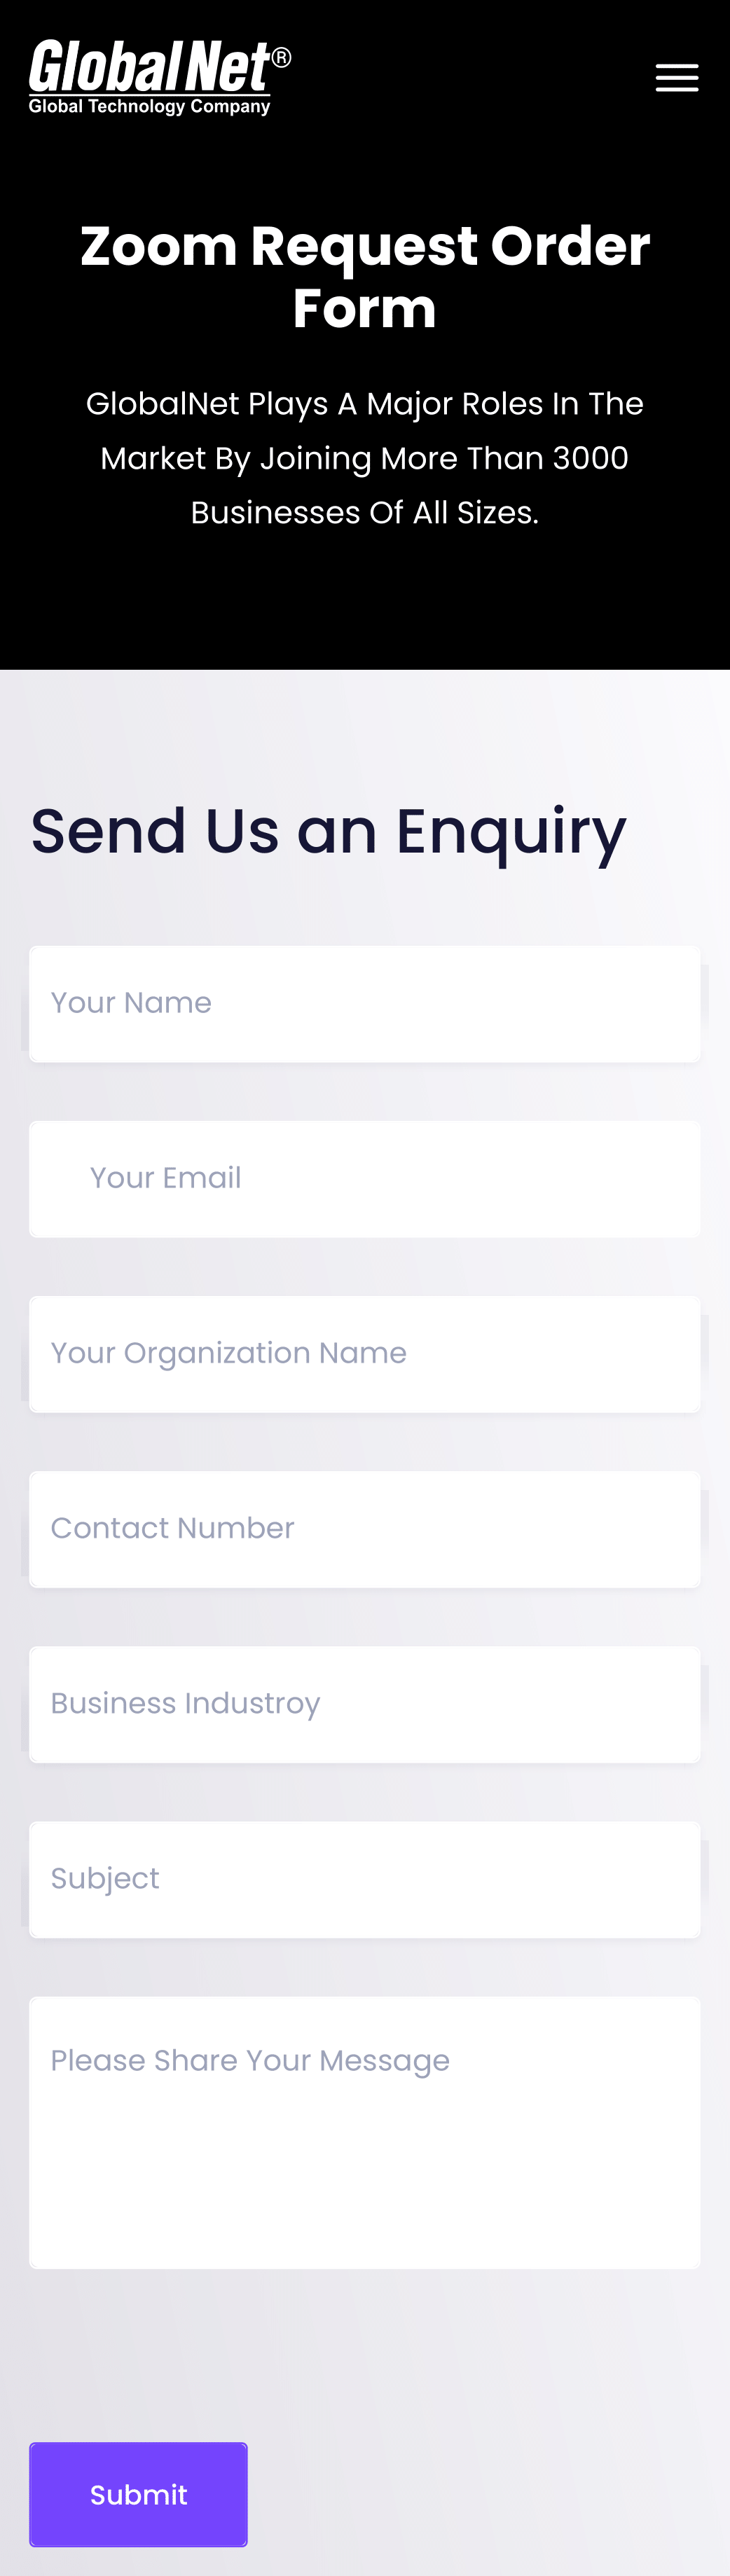 GlobalNet®
Global Technology Company
Zoom Request Order
Form
GlobalNet Plays A Major Roles In The
Market By Joining More Than 3000
Businesses Of All Sizes.
Send Us an Enquiry
Your Name
Your Email
Your Organization Name
Contact Number
Business Industroy
Subject
Please Share Your Message
Submit